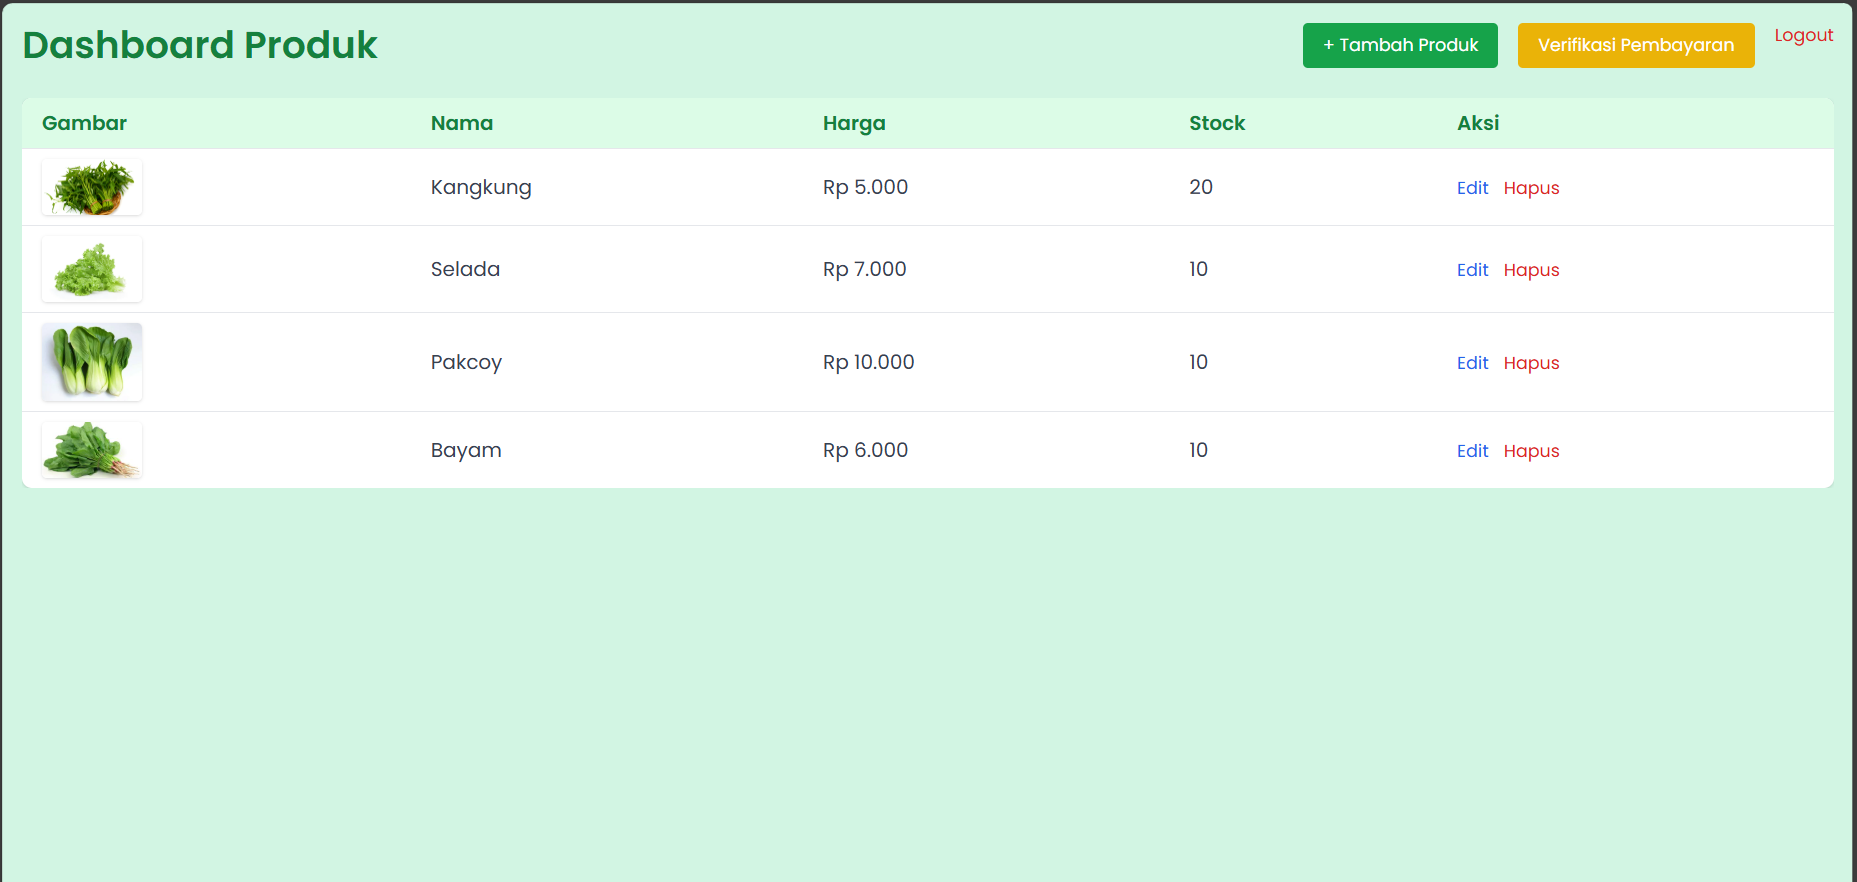 Dashboard Produk
+ Tambah Produk
Verifikasi Pembayaran
Logout
Gambar Nama Harga Stock Aksi
Kangkung Rp 5.000 20 Edit Hapus
Selada Rp 7.000 10 Edit Hapus
Pakcoy Rp 10.000 10 Edit Hapus
Bayam Rp 6.000 10 Edit Hapus